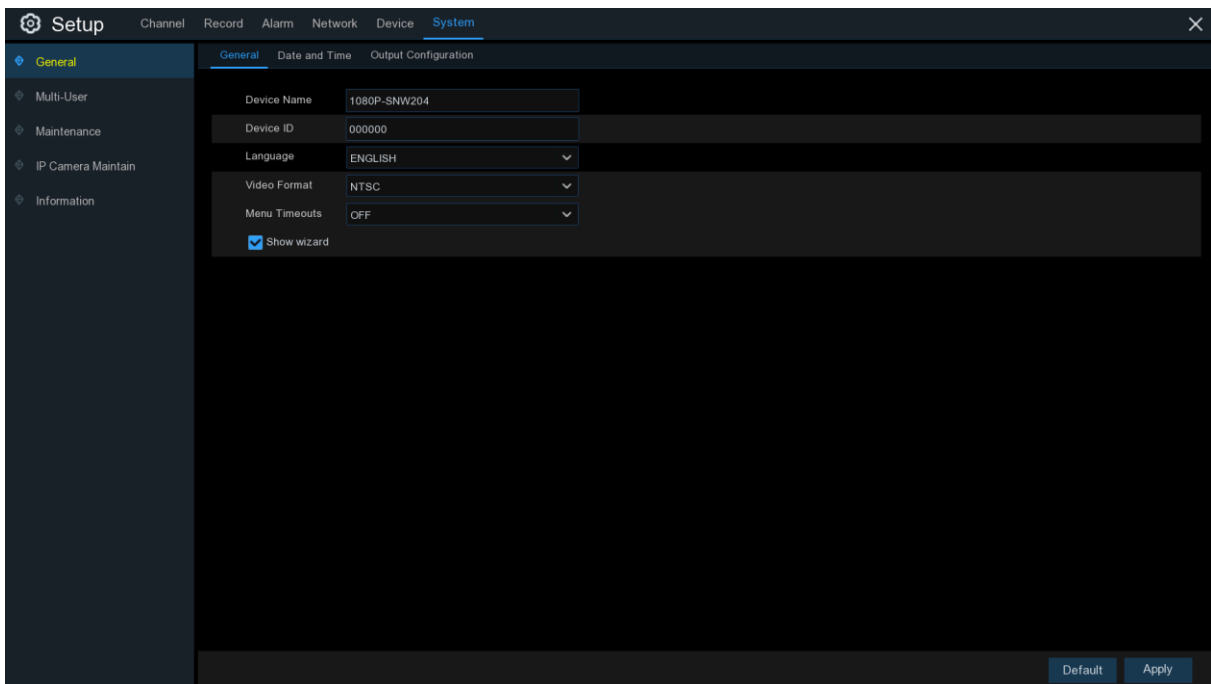 Setup Channel Record Alarm Network Device System
General
Multi-User
Maintenance
IP Camera Maintain
Information
General Date and Time Output Configuration
Device Name 1080P-SNW204
Device ID 000000
Language ENGLISH
Video Format NTSC
Menu Timeouts OFF
Show wizard
Default Apply